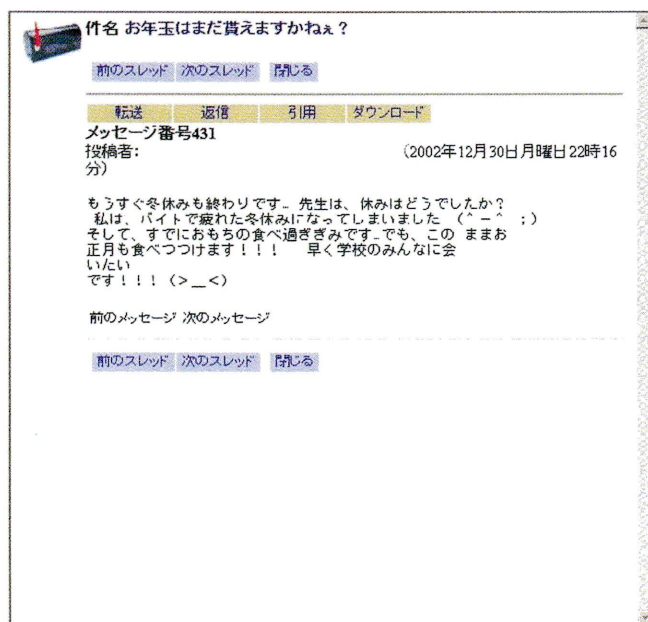 件名 お年玉はまだ貰えますかねぇ？
前のスレッド 次のスレッド 閉じる
転送 返信 引用 ダウンロード
メッセージ番号431
投稿者: (2002年12月30日月曜日22時16
分)
もうすぐ冬休みも終わりです… 先生は、休みはどうでしたか？
私は、バイトで疲れた冬休みになってしまいました （＾－＾ ；）
そして、すでにおもちの食べ過ぎぎみです…でも、この ままお
正月も食べつつけます！！！ 早く学校のみんなに会
いたい
です！！！（＞＿＜）
前のメッセージ 次のメッセージ
前のスレッド 次のスレッド 閉じる